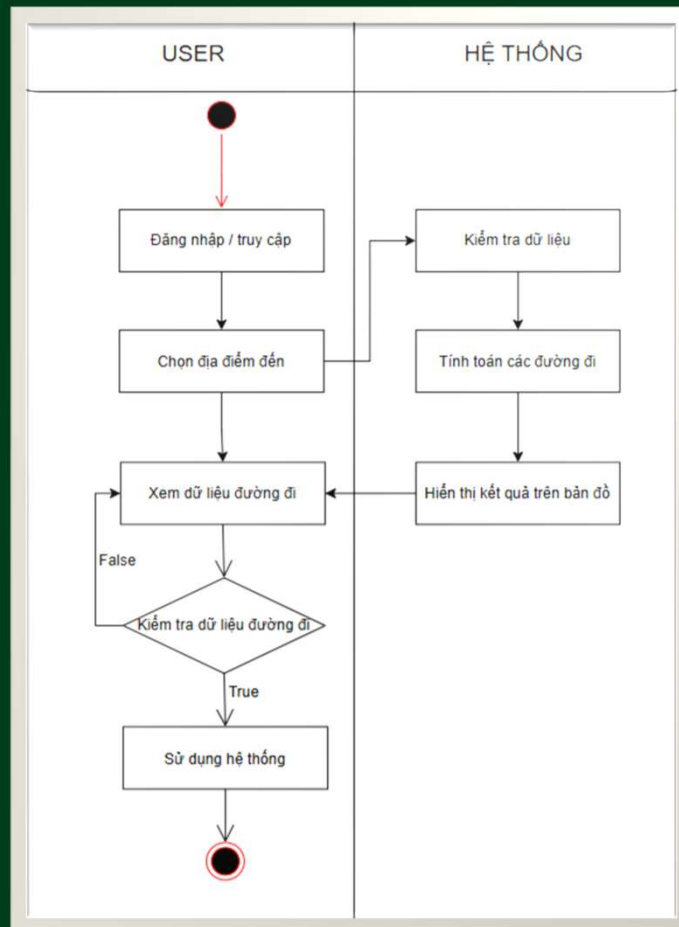 USER
HỆ THỐNG
Đăng nhập / truy cập
Kiểm tra dữ liệu
Chọn địa điểm đến
Tính toán các đường đi
Xem dữ liệu đường đi
Hiển thị kết quả trên bản đồ
False
Kiểm tra dữ liệu đường đi
True
Sử dụng hệ thống